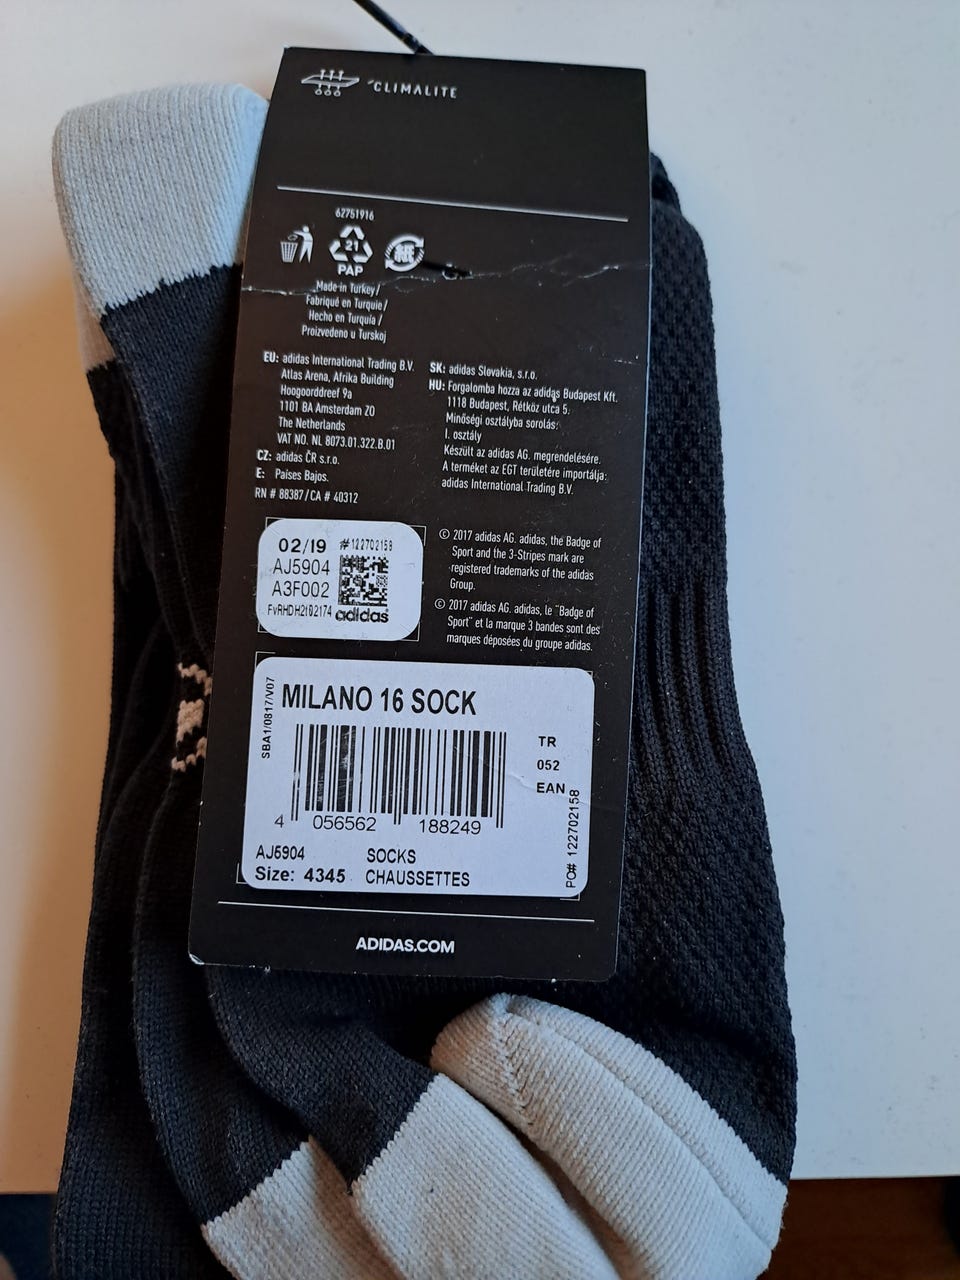 CLIMALITE
62751916
21
PAP
紙
Made in Turkey/
Fabriqué en Turquie/
Hecho en Turquía /
Proizvedeno u Turskoj
EU: adidas International Trading B.V.
Atlas Arena, Afrika Building
Hoogoorddreef 9a
1101 BA Amsterdam ZO
The Netherlands
VAT NO. NL 8073.01.322.B.01
CZ: adidas ČR s.r.o.
E: Países Bajos.
RN # 88387 / CA # 40312
SK: adidas Slovakia, s.r.o.
HU: Forgalomba hozza az adidas Budapest Kft.
1118 Budapest, Rétköz utca 5.
Minőségi osztályba sorolás:
I. osztály
Készült az adidas AG. megrendelésére.
A terméket az EGT területére importálja:
adidas International Trading B.V.
02/19 #122702158
AJ5904
A3F002
FvRHDH2t02174
adidas
© 2017 adidas AG. adidas, the Badge of
Sport and the 3-Stripes mark are
registered trademarks of the adidas
Group.
© 2017 adidas AG. adidas, le "Badge of
Sport" et la marque 3 bandes sont des
marques déposées du groupe adidas.
SBA1/0817/V07
MILANO 16 SOCK
TR
052
EAN
4 056562 188249
PO# 122702158
AJ5904 SOCKS
Size: 4345 CHAUSSETTES
ADIDAS.COM